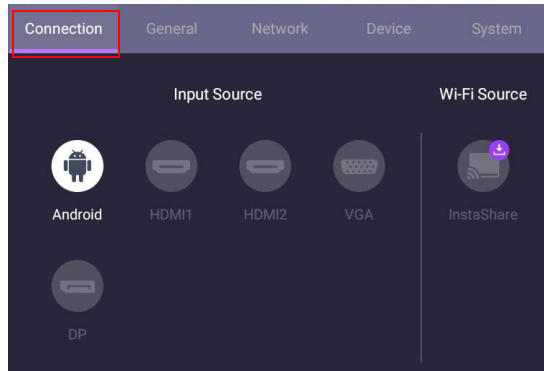 Connection General Network Device System
Input Source Wi-Fi Source
Android HDMI1 HDMI2 VGA InstaShare
DP